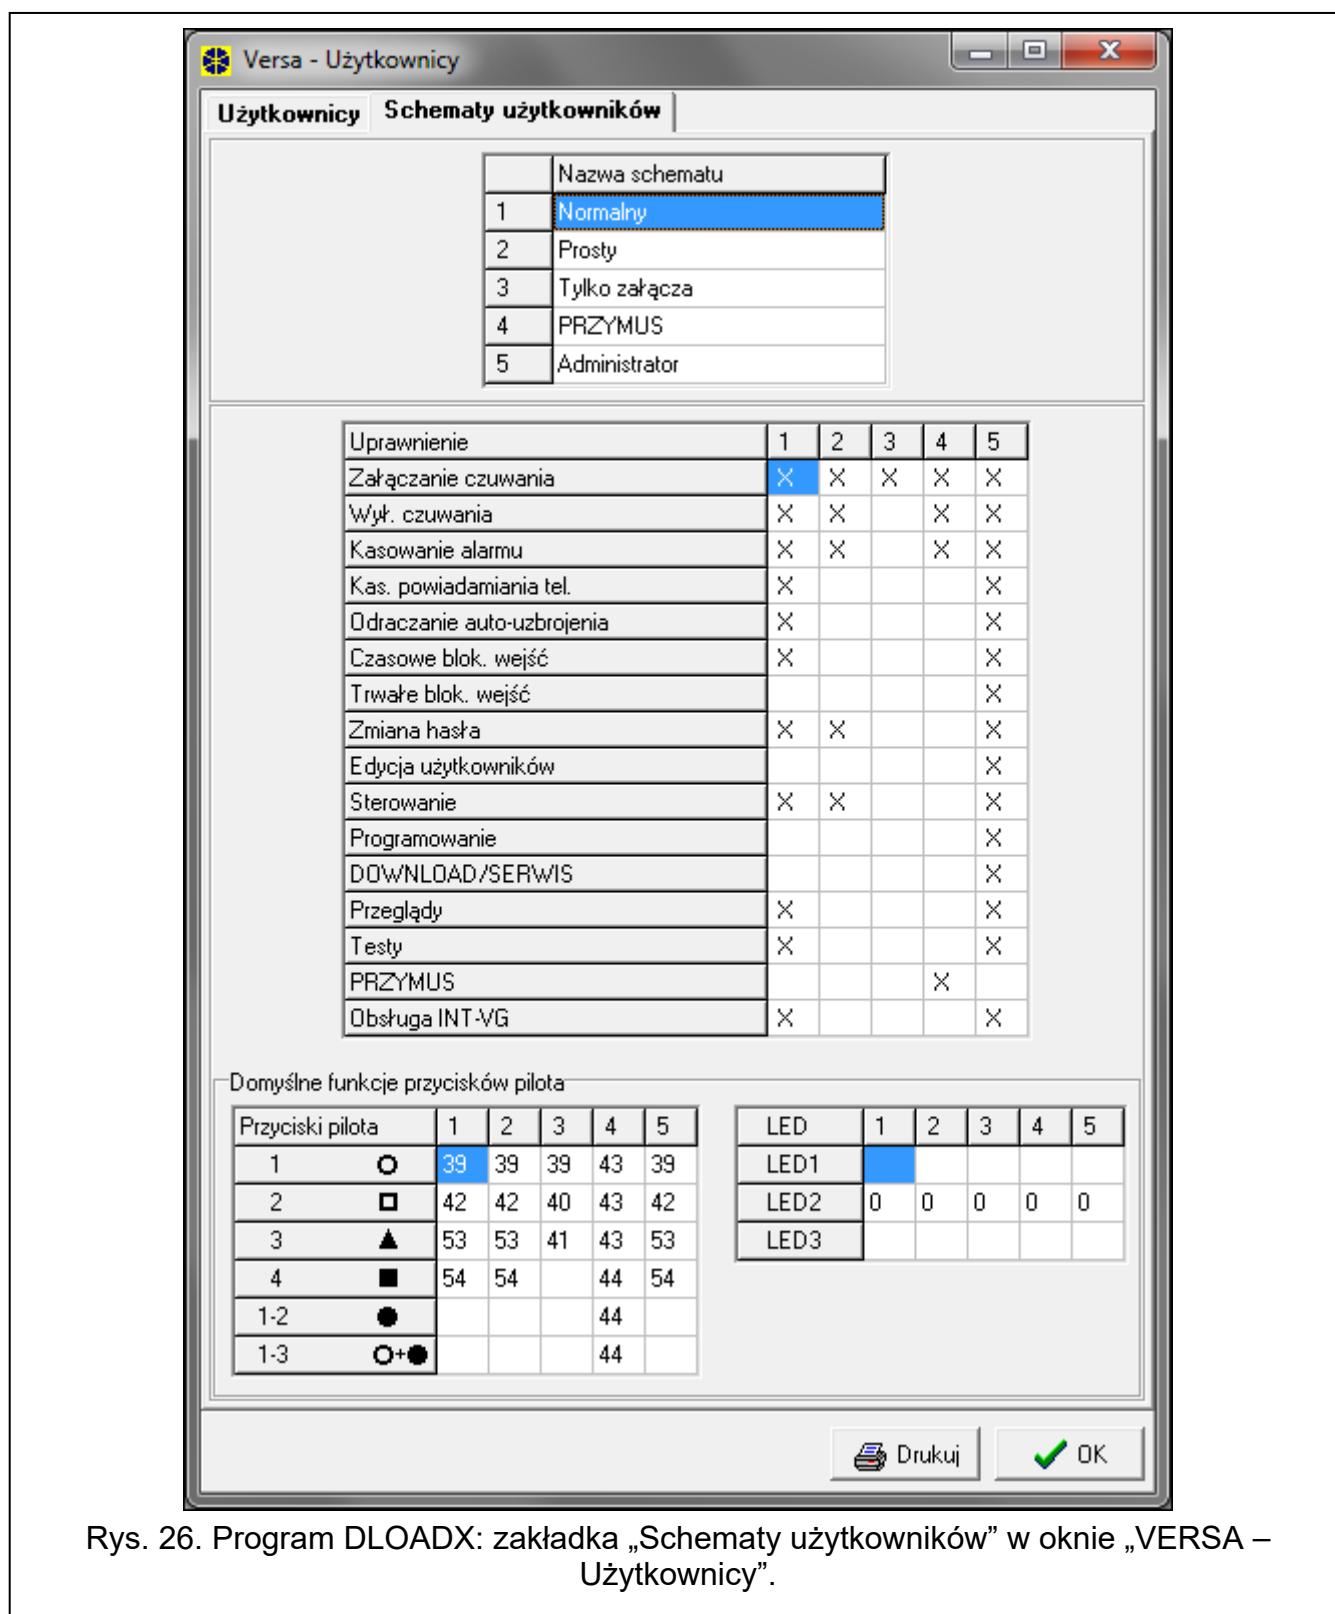 Versa - Użytkownicy
Użytkownicy Schematy użytkowników
Nazwa schematu
1 Normalny
2 Prosty
3 Tylko załącza
4 PRZYMUS
5 Administrator
Uprawnienie 1 2 3 4 5
Załączanie czuwania X X X X X
Wył. czuwania X X X X
Kasowanie alarmu X X X X
Kas. powiadamiania tel. X X
Odraczanie auto-uzbrojenia X X
Czasowe blok. wejść X X
Trwałe blok. wejść X
Zmiana hasła X X X
Edycja użytkowników X
Sterowanie X X X
Programowanie X
DOWNLOAD/SERWIS X
Przeglądy X X
Testy X X
PRZYMUS X
Obsługa INT-VG X X
Domyślne funkcje przycisków pilota
Przyciski pilota 1 2 3 4 5
1 39 39 39 43 39
2 42 42 40 43 42
3 53 53 41 43 53
4 54 54 44 54
1-2 44
1-3 + 44
LED 1 2 3 4 5
LED1
LED2 0 0 0 0 0
LED3
Drukuj OK
Rys. 26. Program DLOADX: zakładka „Schematy użytkowników” w oknie „VERSA –
Użytkownicy”.